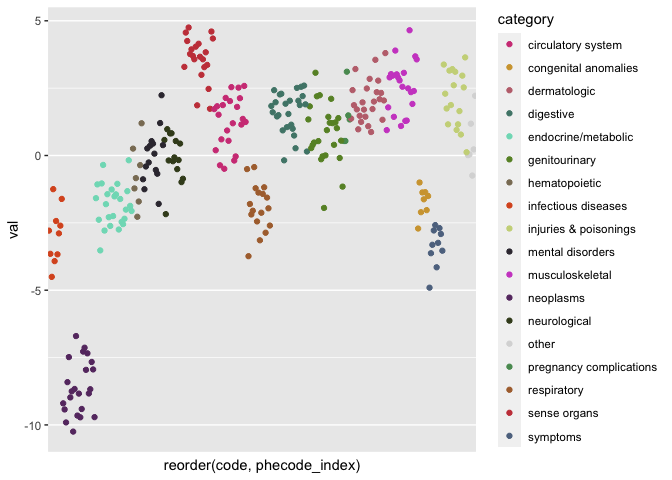 5
0
-5
-10
val
reorder(code, phecode_index)
category
circulatory system
congenital anomalies
dermatologic
digestive
endocrine/metabolic
genitourinary
hematopoietic
infectious diseases
injuries & poisonings
mental disorders
musculoskeletal
neoplasms
neurological
other
pregnancy complications
respiratory
sense organs
symptoms